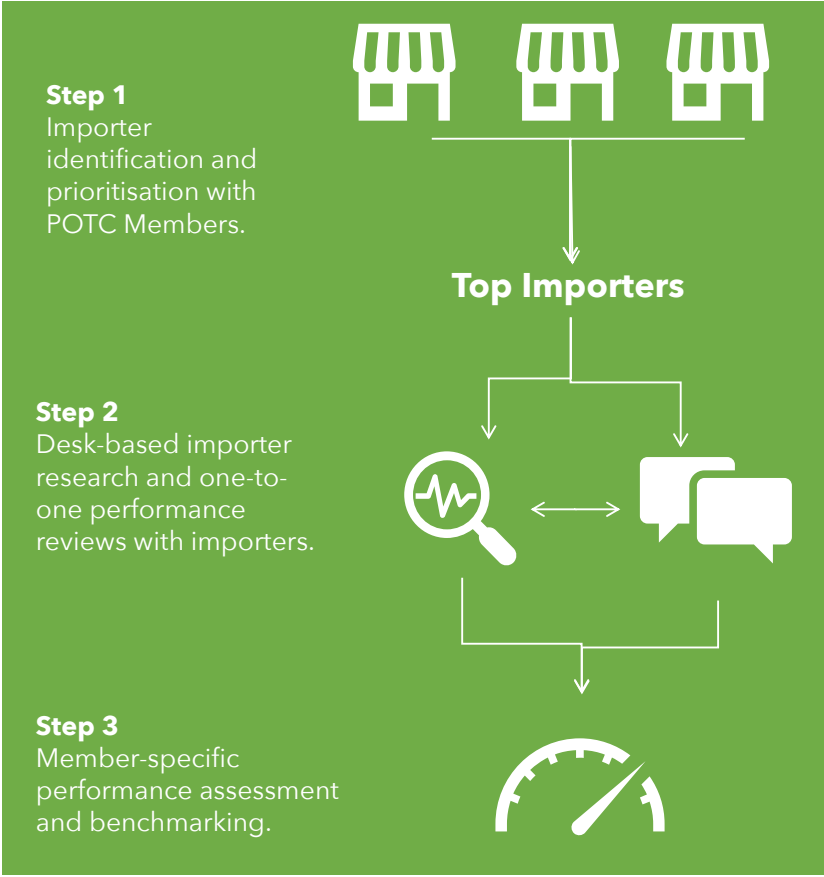 Step 1
Importer
identification and
prioritisation with
POTC Members.
Top Importers
Step 2
Desk-based importer
research and one-to-
one performance
reviews with importers.
Step 3
Member-specific
performance assessment
and benchmarking.